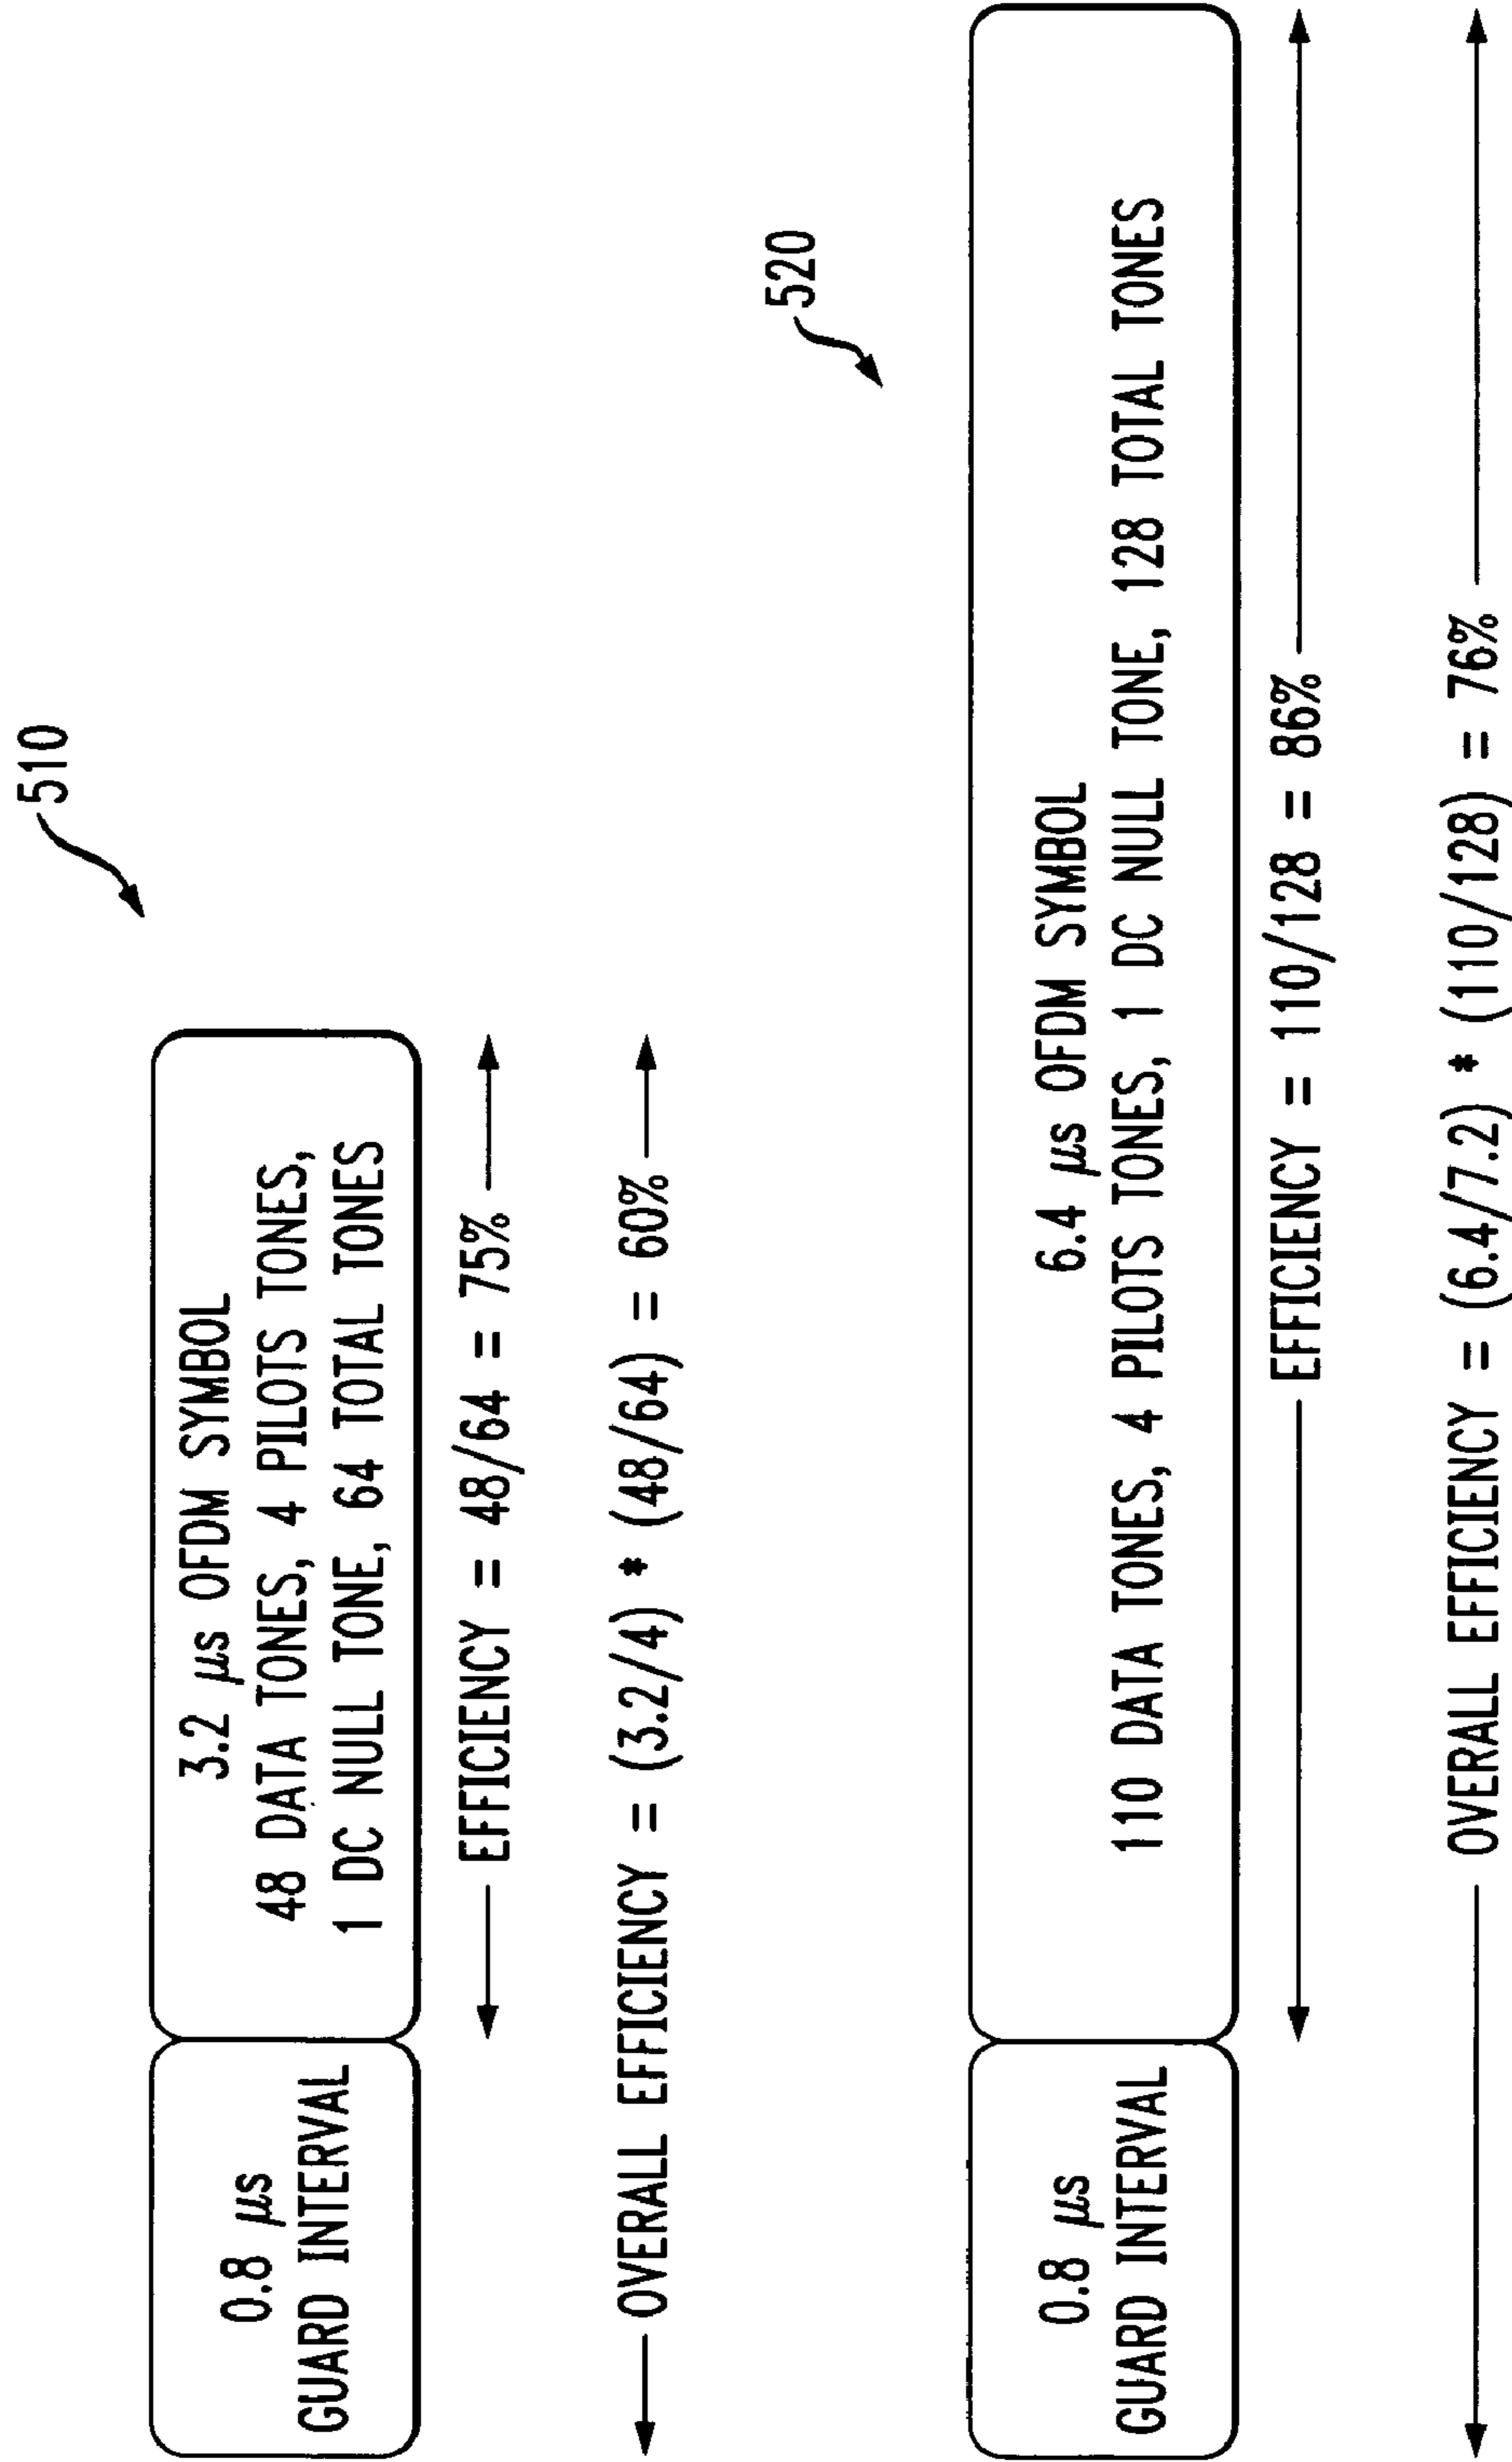 510
0.8 μs
GUARD INTERVAL
3.2 μs OFDM SYMBOL
48 DATA TONES, 4 PILOTS TONES,
1 DC NULL TONE, 64 TOTAL TONES
EFFICIENCY = 48/64 = 75%
OVERALL EFFICIENCY = (3.2/4) * (48/64) = 60%
520
0.8 μs
GUARD INTERVAL
6.4 μs OFDM SYMBOL
110 DATA TONES, 4 PILOTS TONES, 1 DC NULL TONE, 128 TOTAL TONES
EFFICIENCY = 110/128 = 86%
OVERALL EFFICIENCY = (6.4/7.2) * (110/128) = 76%